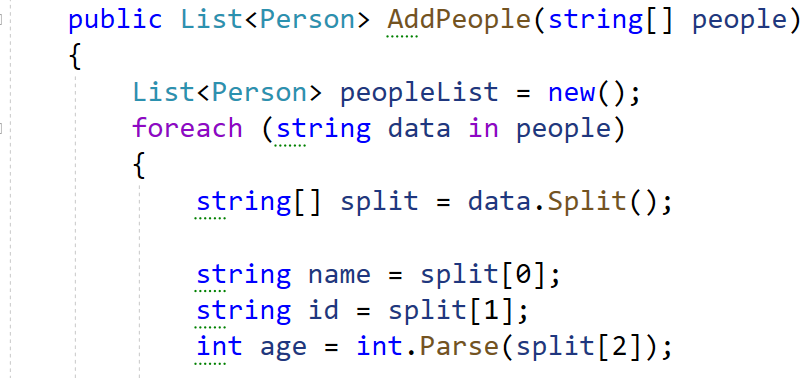 public List<Person> AddPeople(string[] people)
{
List<Person> peopleList = new();
foreach (string data in people)
{
string[] split = data.Split();
string name = split[0];
string id = split[1];
int age = int.Parse(split[2]);